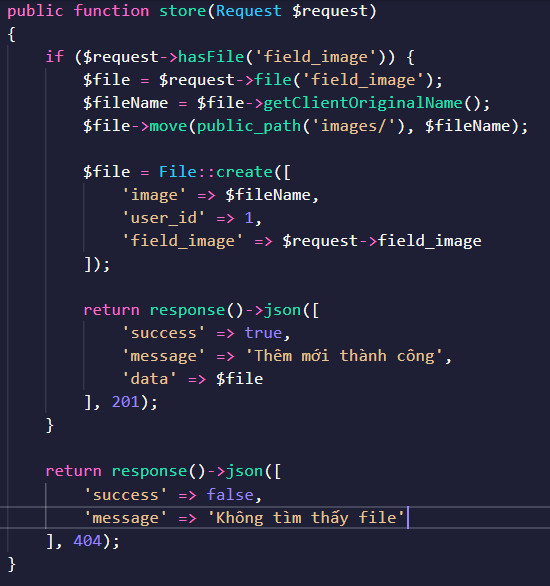 public function store(Request $request)
{
    if ($request->hasFile('field_image')) {
        $file = $request->file('field_image');
        $fileName = $file->getClientOriginalName();
        $file->move(public_path('images/'), $fileName);

        $file = File::create([
            'image' => $fileName,
            'user_id' => 1,
            'field_image' => $request->field_image
        ]);

        return response()->json([
            'success' => true,
            'message' => 'Thêm mới thành công',
            'data' => $file
        ], 201);
    }

    return response()->json([
        'success' => false,
        'message' => 'Không tìm thấy file'
    ], 404);
}